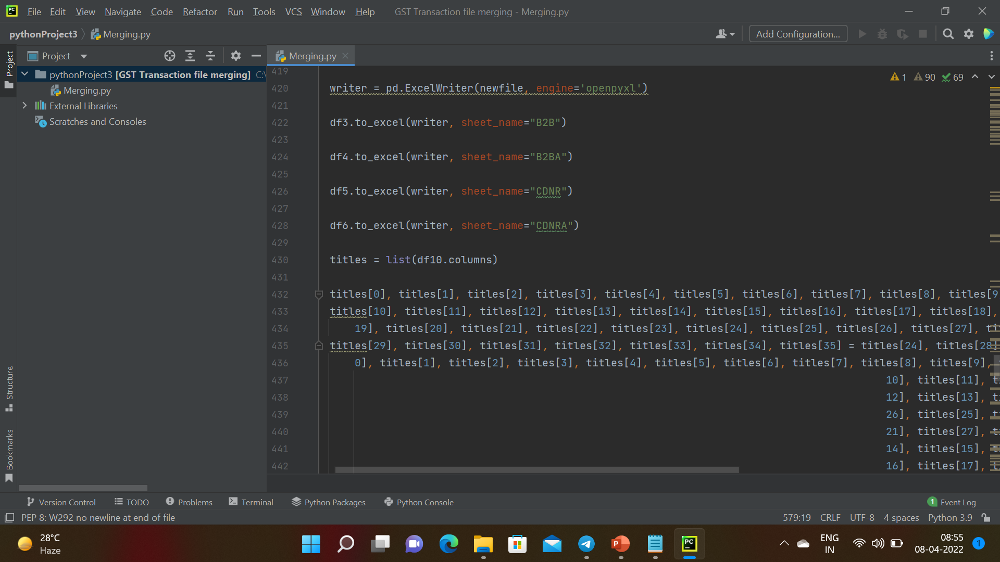 File Edit View Navigate Code Refactor Run Tools VCS Window Help GST Transaction file merging - Merging.py
pythonProject3 Merging.py Add Configuration...
Project Merging.py
Project
pythonProject3 [GST Transaction file merging] C:\
Merging.py
External Libraries
Scratches and Consoles
Structure
Bookmarks
1 90 69
419
420 writer = pd.ExcelWriter(newfile, engine='openpyxl')
421
422 df3.to_excel(writer, sheet_name="B2B")
423
424 df4.to_excel(writer, sheet_name="B2BA")
425
426 df5.to_excel(writer, sheet_name="CDNR")
427
428 df6.to_excel(writer, sheet_name="CDNRA")
429
430 titles = list(df10.columns)
431
432 titles[0], titles[1], titles[2], titles[3], titles[4], titles[5], titles[6], titles[7], titles[8], titles[9
433 titles[10], titles[11], titles[12], titles[13], titles[14], titles[15], titles[16], titles[17], titles[18],
434 19], titles[20], titles[21], titles[22], titles[23], titles[24], titles[25], titles[26], titles[27], ti
435 titles[29], titles[30], titles[31], titles[32], titles[33], titles[34], titles[35] = titles[24], titles[28]
436 0], titles[1], titles[2], titles[3], titles[4], titles[5], titles[6], titles[7], titles[8], titles[9],
437 10], titles[11], t
438 12], titles[13], t
439 26], titles[25], t
440 21], titles[27], t
441 14], titles[15], t
442 16], titles[17], t
Version Control TODO Problems Terminal Python Packages Python Console 1 Event Log
PEP 8: W292 no newline at end of file 579:19 CRLF UTF-8 4 spaces Python 3.9
28°C
Haze
ENG
IN
08:55
08-04-2022
1